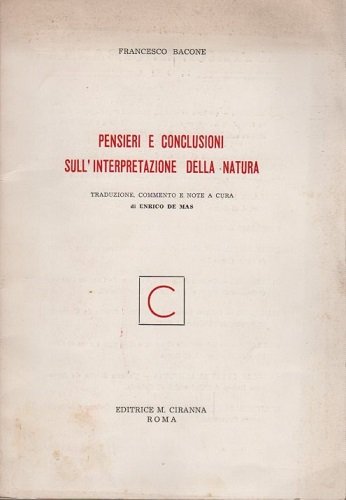 FRANCESCO BACONE
PENSIERI E CONCLUSIONI
SULL'INTERPRETAZIONE DELLA NATURA
TRADUZIONE, COMMENTO E NOTE A CURA
di ENRICO DE MAS
C
EDITRICE M. CIRANNA
ROMA